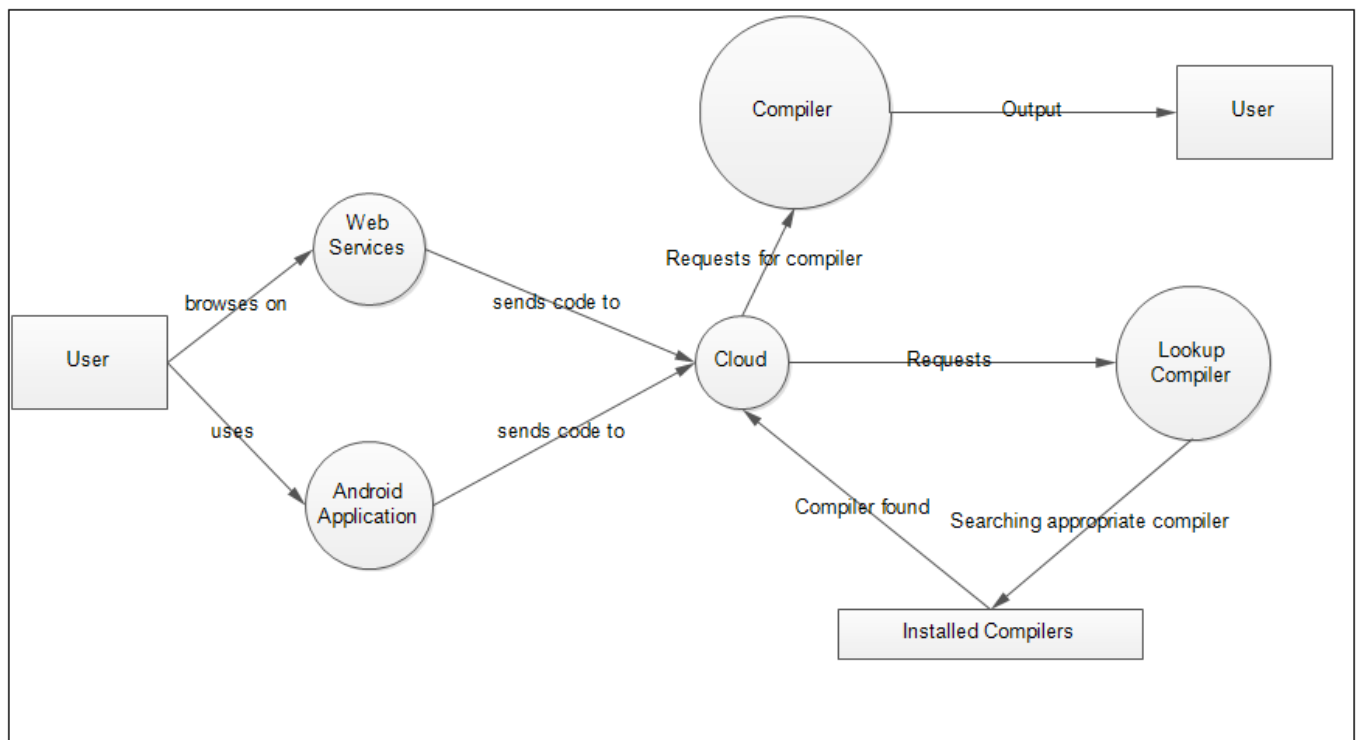 Compiler
Output
User
Web
Services
Requests for compiler
browses on
sends code to
User
Cloud
Requests
Lookup
Compiler
uses
sends code to
Android
Application
Compiler found
Searching appropriate compiler
Installed Compilers